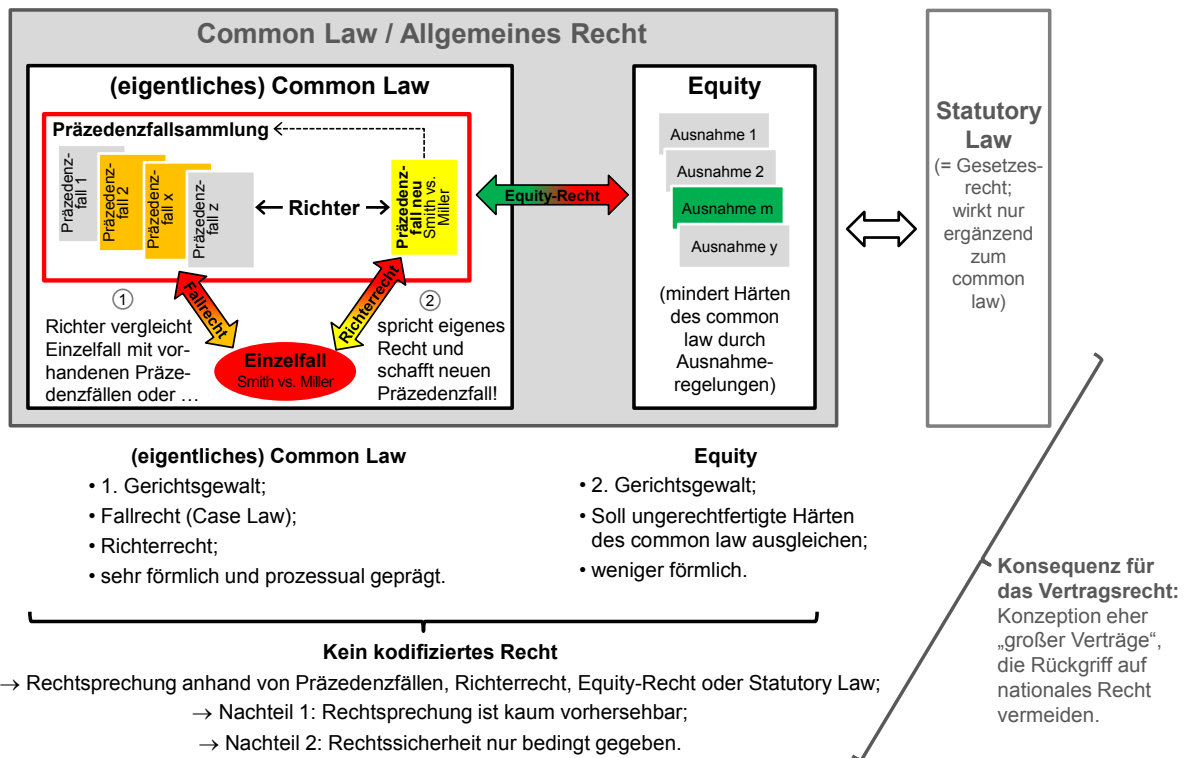 Common Law / Allgemeines Recht
(eigentliches) Common Law
Präzedenzfallsammlung
Präzedenz-
fall 1
Präzedenz-
fall 2
Präzedenz-
fall x
Präzedenz-
fall z
Richter
Präzedenz-
fall neu
Smith vs.
Miller
Fallrecht
Richterrecht
1
Richter vergleicht
Einzelfall mit vor-
handenen Präze-
denzfällen oder …
Einzelfall
Smith vs. Miller
2
spricht eigenes
Recht und
schafft neuen
Präzedenzfall!
Equity-Recht
Equity
Ausnahme 1
Ausnahme 2
Ausnahme m
Ausnahme y
(mindert Härten
des common
law durch
Ausnahme-
regelungen)
Statutory
Law
(= Gesetzes-
recht;
wirkt nur
ergänzend
zum
common
law)
(eigentliches) Common Law
• 1. Gerichtsgewalt;
• Fallrecht (Case Law);
• Richterrecht;
• sehr förmlich und prozessual geprägt.
Equity
• 2. Gerichtsgewalt;
• Soll ungerechtfertigte Härten
des common law ausgleichen;
• weniger förmlich.
Kein kodifiziertes Recht
→ Rechtsprechung anhand von Präzedenzfällen, Richterrecht, Equity-Recht oder Statutory Law;
→ Nachteil 1: Rechtsprechung ist kaum vorhersehbar;
→ Nachteil 2: Rechtssicherheit nur bedingt gegeben.
Konsequenz für
das Vertragsrecht:
Konzeption eher
„großer Verträge“,
die Rückgriff auf
nationales Recht
vermeiden.